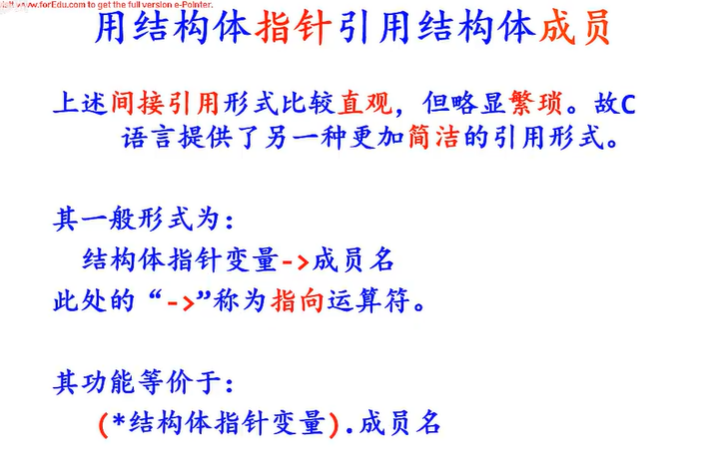 www.forEdu.com to get the full version e-Pointer.
用结构体指针引用结构体成员
上述间接引用形式比较直观，但略显繁琐。故C
语言提供了另一种更加简洁的引用形式。
其一般形式为：
结构体指针变量->成员名
此处的“->”称为指向运算符。
其功能等价于：
(*结构体指针变量).成员名